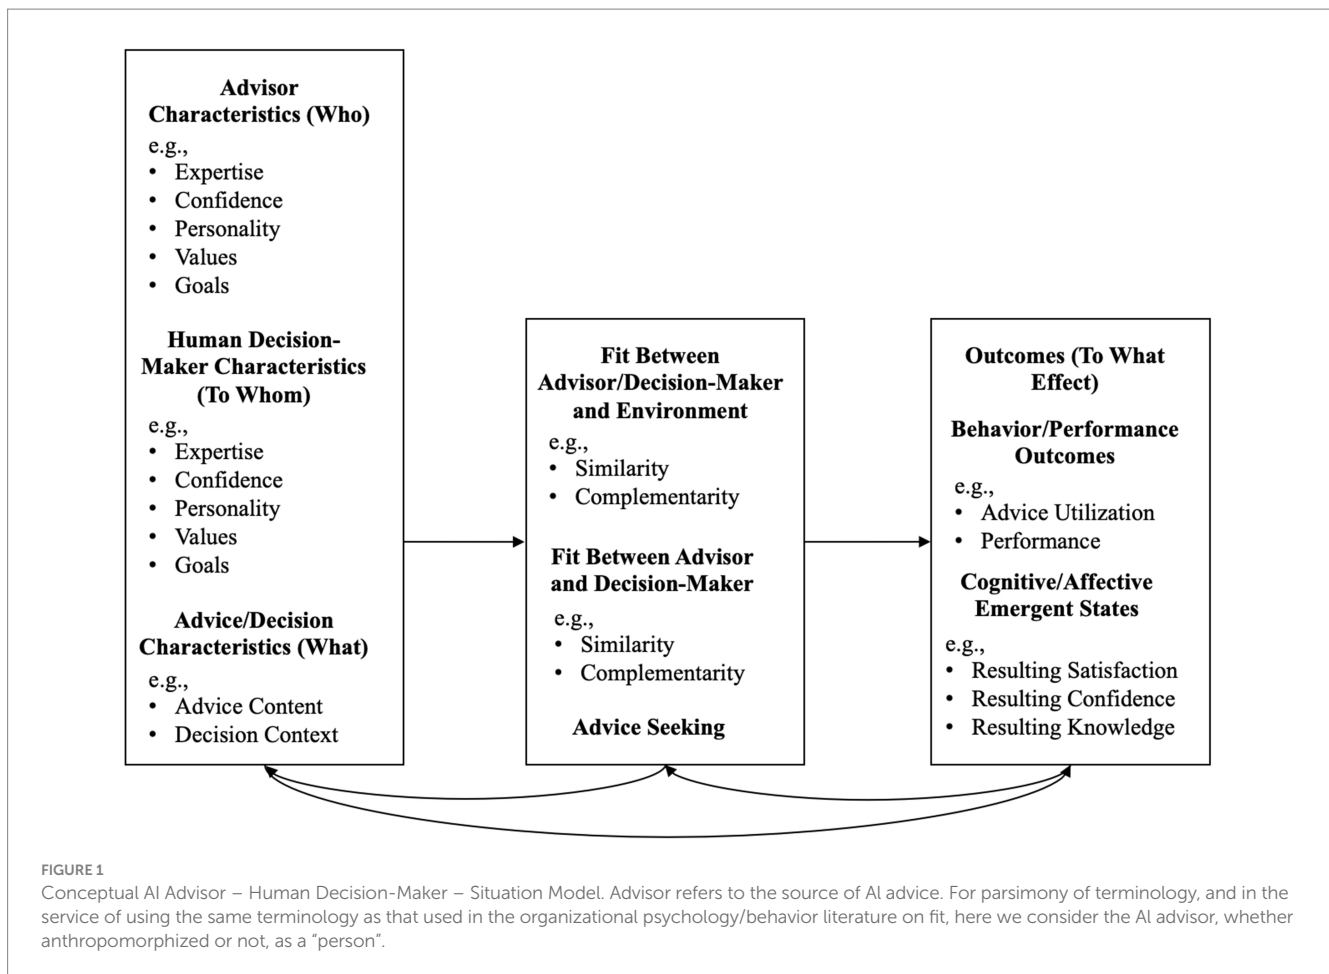 Advisor
Characteristics (Who)
e.g.,
• Expertise
• Confidence
• Personality
• Values
• Goals
Human Decision-
Maker Characteristics
(To Whom)
e.g.,
• Expertise
• Confidence
• Personality
• Values
• Goals
Advice/Decision
Characteristics (What)
e.g.,
• Advice Content
• Decision Context
Fit Between
Advisor/Decision-Maker
and Environment
e.g.,
• Similarity
• Complementarity
Fit Between Advisor
and Decision-Maker
e.g.,
• Similarity
• Complementarity
Advice Seeking
Outcomes (To What
Effect)
Behavior/Performance
Outcomes
e.g.,
• Advice Utilization
• Performance
Cognitive/Affective
Emergent States
e.g.,
• Resulting Satisfaction
• Resulting Confidence
• Resulting Knowledge
FIGURE 1
Conceptual AI Advisor – Human Decision-Maker – Situation Model. Advisor refers to the source of AI advice. For parsimony of terminology, and in the
service of using the same terminology as that used in the organizational psychology/behavior literature on fit, here we consider the AI advisor, whether
anthropomorphized or not, as a “person”.